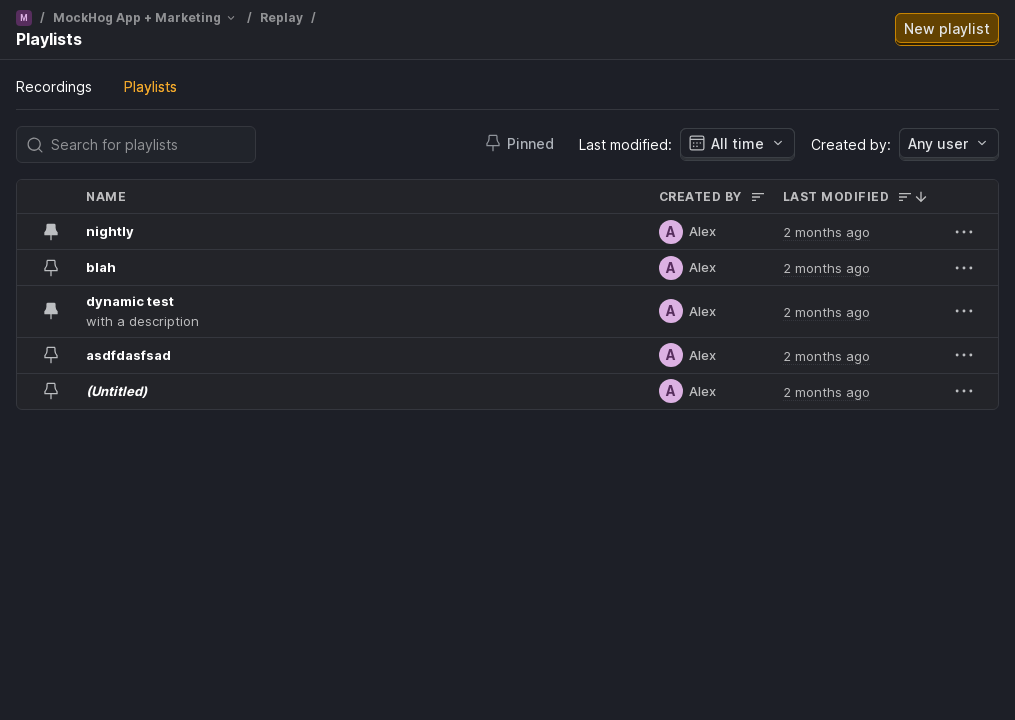 M / MockHog App + Marketing / Replay /
Playlists
New playlist
Recordings Playlists
Search for playlists
Pinned Last modified: All time Created by: Any user
NAME CREATED BY LAST MODIFIED
nightly A Alex 2 months ago
blah A Alex 2 months ago
dynamic test
with a description
A Alex 2 months ago
asdfdasfsad A Alex 2 months ago
(Untitled) A Alex 2 months ago